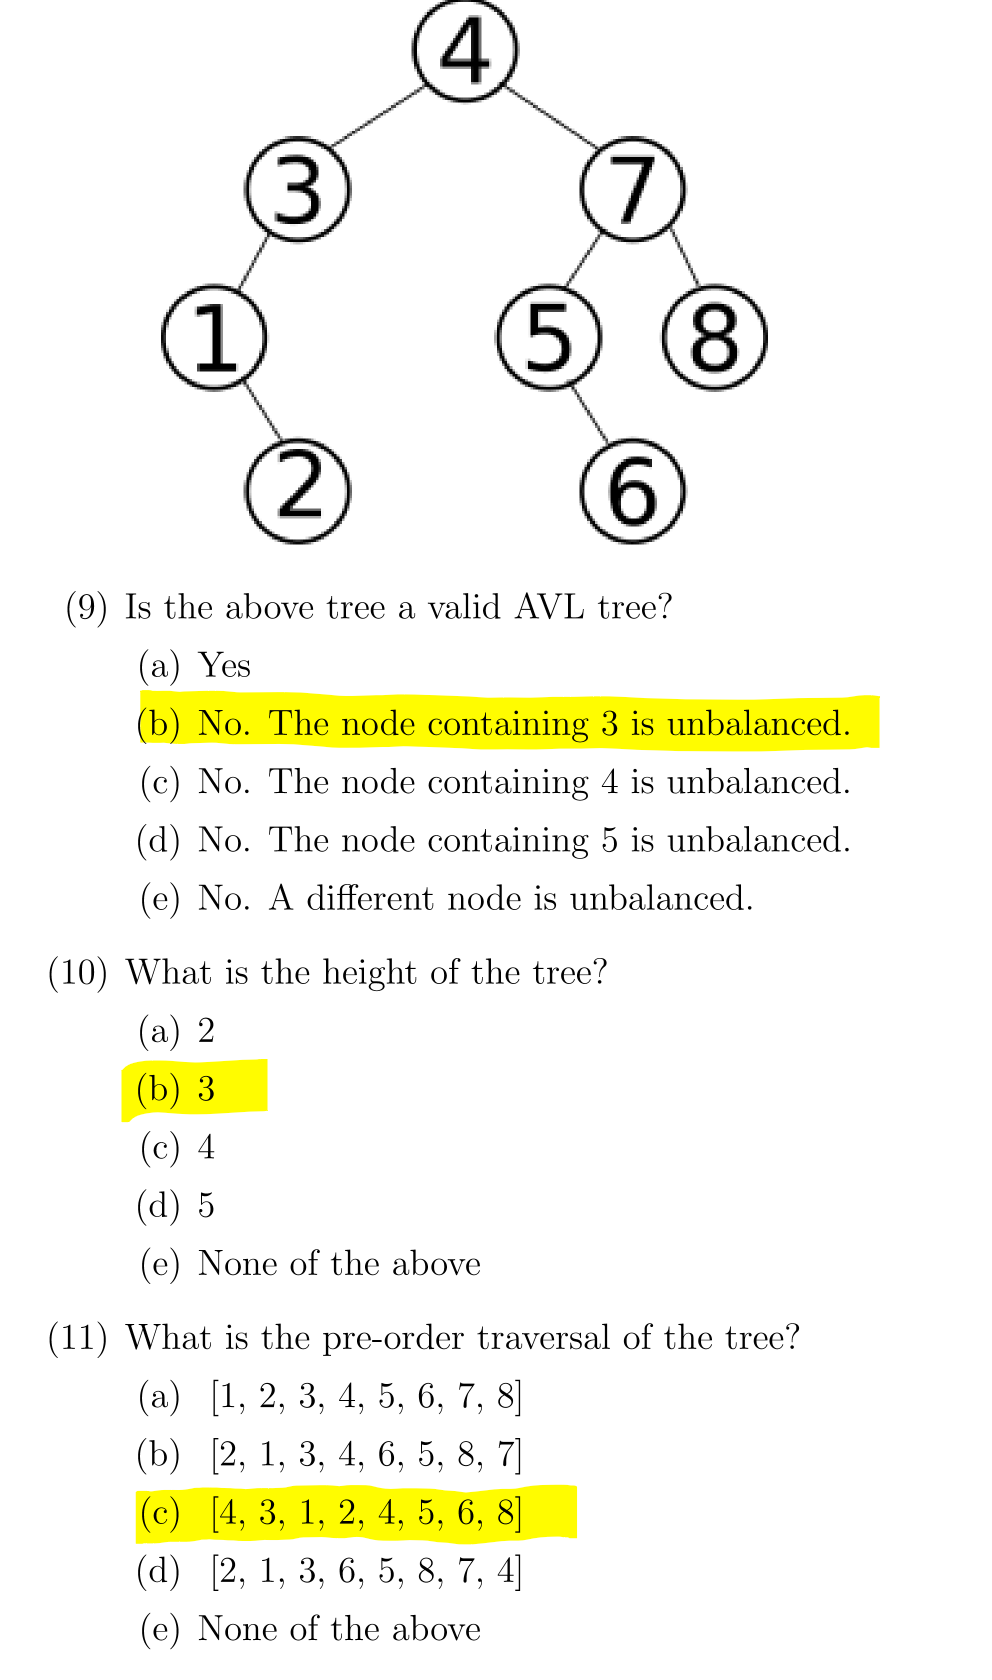 4
3 7
1 5 8
2 6
(9) Is the above tree a valid AVL tree?
(a) Yes
(b) No. The node containing 3 is unbalanced.
(c) No. The node containing 4 is unbalanced.
(d) No. The node containing 5 is unbalanced.
(e) No. A different node is unbalanced.
(10) What is the height of the tree?
(a) 2
(b) 3
(c) 4
(d) 5
(e) None of the above
(11) What is the pre-order traversal of the tree?
(a) [1, 2, 3, 4, 5, 6, 7, 8]
(b) [2, 1, 3, 4, 6, 5, 8, 7]
(c) [4, 3, 1, 2, 4, 5, 6, 8]
(d) [2, 1, 3, 6, 5, 8, 7, 4]
(e) None of the above